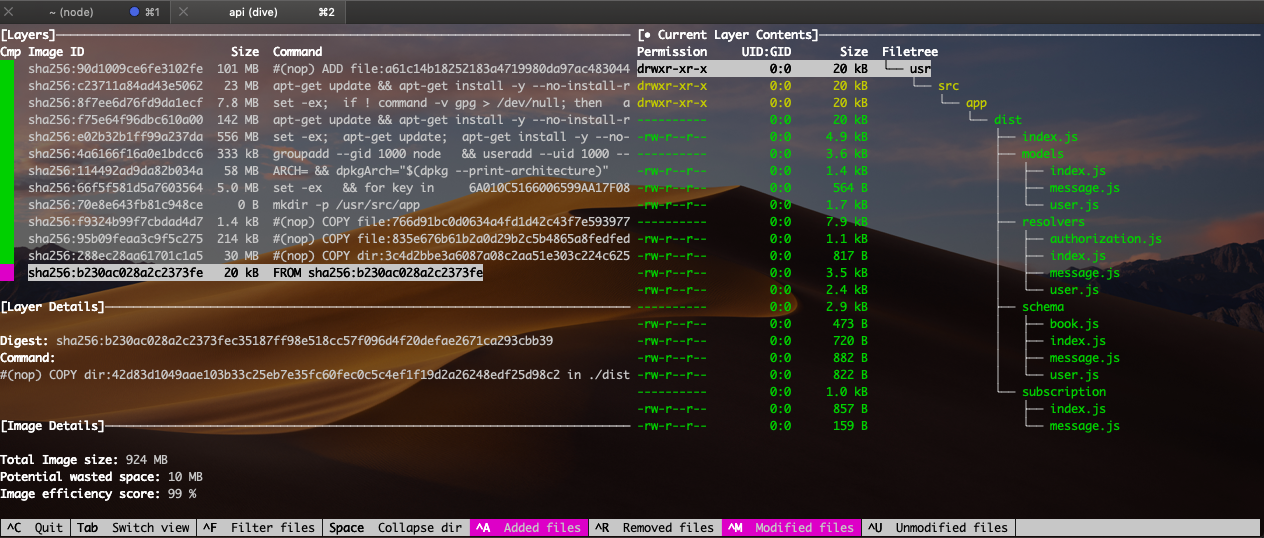 ~ (node) ⌘1 api (dive) ⌘2
[Layers]
Cmp Image ID Size Command
sha256:90d1009ce6fe3102fe 101 MB #(nop) ADD file:a61c14b18252183a4719980da97ac483044
sha256:c23711a84ad43e5062 23 MB apt-get update && apt-get install -y --no-install-r
sha256:8f7ee6d76fd9da1ecf 7.8 MB set -ex; if ! command -v gpg > /dev/null; then a
sha256:f75e64f96dbc610a00 142 MB apt-get update && apt-get install -y --no-install-r
sha256:e02b32b1ff99a237da 556 MB set -ex; apt-get update; apt-get install -y --no-
sha256:4a6166f16a0e1bdcc6 333 kB groupadd --gid 1000 node && useradd --uid 1000 --
sha256:114492ad9da82b034a 58 MB ARCH= && dpkgArch="$(dpkg --print-architecture)"
sha256:66f5f581d5a7603564 5.0 MB set -ex && for key in 6A010C5166006599AA17F08
sha256:70e8e643fb81c948ce 0 B mkdir -p /usr/src/app
sha256:f9324b99f7cbdad4d7 1.4 kB #(nop) COPY file:766d91bc0d0634a4fd1d42c43f7e593977
sha256:95b09feaa3c9f5c275 214 kB #(nop) COPY file:835e676b61b2a0d29b2c5b4865a8fedfed
sha256:288ec28aa61701c1a5 30 MB #(nop) COPY dir:3c4d2bbe3a6087a08c2aa51e303c224c625
sha256:b230ac028a2c2373fe 20 kB FROM sha256:b230ac028a2c2373fe
[Layer Details]
Digest: sha256:b230ac028a2c2373fec35187ff98e518cc57f096d4f20defae2671ca293cbb39
Command:
#(nop) COPY dir:42d83d1049aae103b33c25eb7e35fc60fec0c5c4ef1f19d2a26248edf25d98c2 in ./dist
[Image Details]
Total Image size: 924 MB
Potential wasted space: 10 MB
Image efficiency score: 99 %
[● Current Layer Contents]
Permission UID:GID Size Filetree
drwxr-xr-x 0:0 20 kB └── usr
drwxr-xr-x 0:0 20 kB └── src
drwxr-xr-x 0:0 20 kB └── app
---------- 0:0 20 kB └── dist
-rw-r--r-- 0:0 4.9 kB ├── index.js
---------- 0:0 3.6 kB ├── models
-rw-r--r-- 0:0 1.4 kB │ ├── index.js
-rw-r--r-- 0:0 564 B │ ├── message.js
-rw-r--r-- 0:0 1.7 kB │ └── user.js
---------- 0:0 7.9 kB ├── resolvers
-rw-r--r-- 0:0 1.1 kB │ ├── authorization.js
-rw-r--r-- 0:0 817 B │ ├── index.js
-rw-r--r-- 0:0 3.5 kB │ ├── message.js
-rw-r--r-- 0:0 2.4 kB │ └── user.js
---------- 0:0 2.9 kB ├── schema
-rw-r--r-- 0:0 473 B │ ├── book.js
-rw-r--r-- 0:0 720 B │ ├── index.js
-rw-r--r-- 0:0 882 B │ ├── message.js
-rw-r--r-- 0:0 822 B │ └── user.js
---------- 0:0 1.0 kB └── subscription
-rw-r--r-- 0:0 857 B ├── index.js
-rw-r--r-- 0:0 159 B └── message.js
^C Quit Tab Switch view ^F Filter files Space Collapse dir ^A Added files ^R Removed files ^M Modified files ^U Unmodified files